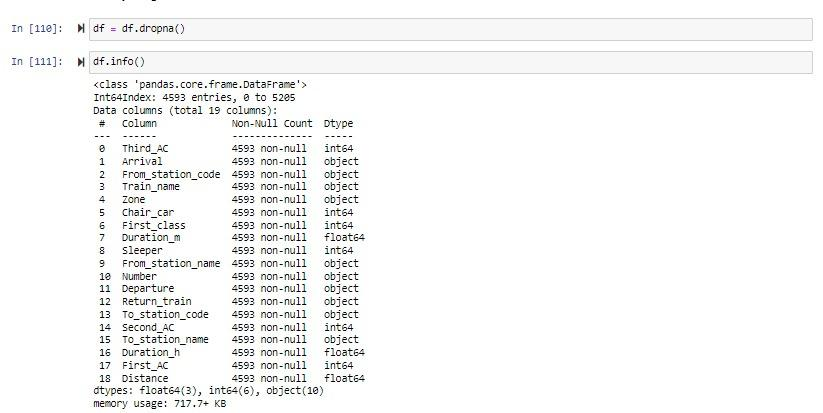 In [110]: df = df.dropna()
In [111]: df.info()
<class 'pandas.core.frame.DataFrame'>
Int64Index: 4593 entries, 0 to 5205
Data columns (total 19 columns):
 #   Column             Non-Null Count  Dtype
---  ------             --------------  -----
 0   Third_AC           4593 non-null   int64
 1   Arrival            4593 non-null   object
 2   From_station_code  4593 non-null   object
 3   Train_name         4593 non-null   object
 4   Zone               4593 non-null   object
 5   Chair_car          4593 non-null   int64
 6   First_class        4593 non-null   int64
 7   Duration_m         4593 non-null   float64
 8   Sleeper            4593 non-null   int64
 9   From_station_name  4593 non-null   object
 10  Number             4593 non-null   object
 11  Departure          4593 non-null   object
 12  Return_train       4593 non-null   object
 13  To_station_code    4593 non-null   object
 14  Second_AC          4593 non-null   int64
 15  To_station_name    4593 non-null   object
 16  Duration_h         4593 non-null   float64
 17  First_AC           4593 non-null   int64
 18  Distance           4593 non-null   float64
dtypes: float64(3), int64(6), object(10)
memory usage: 717.7+ KB